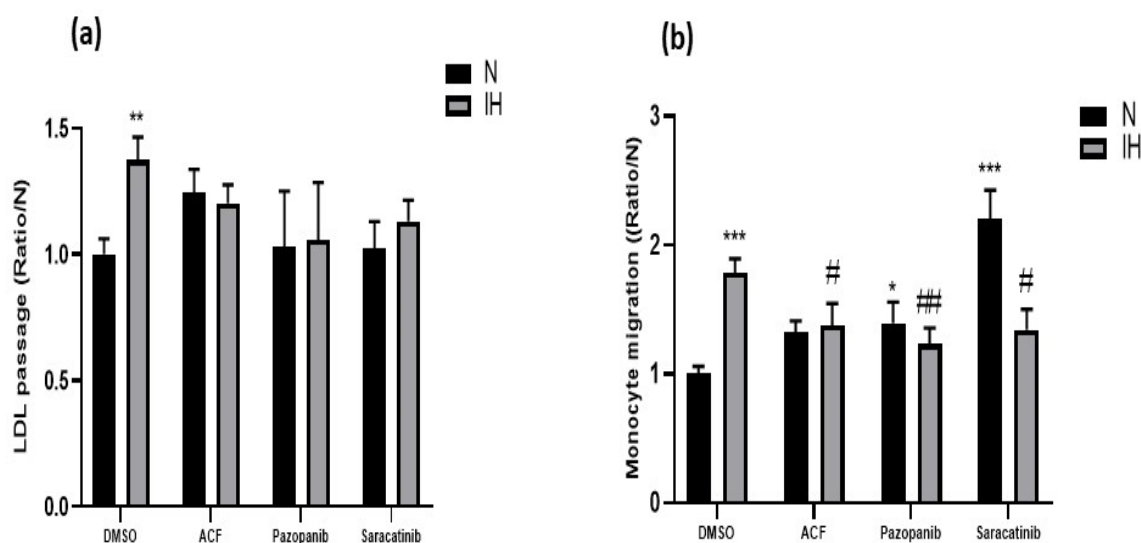 (a)
N
IH
LDL passage (Ratio/N)
1.5
1.0
0.5
0.0
**
DMSO
ACF
Pazopanib
Saracatinib
(b)
N
IH
Monocyte migration ((Ratio/N)
3
2
1
0
***
#
*
##
***
#
DMSO
ACF
Pazopanib
Saracatinib